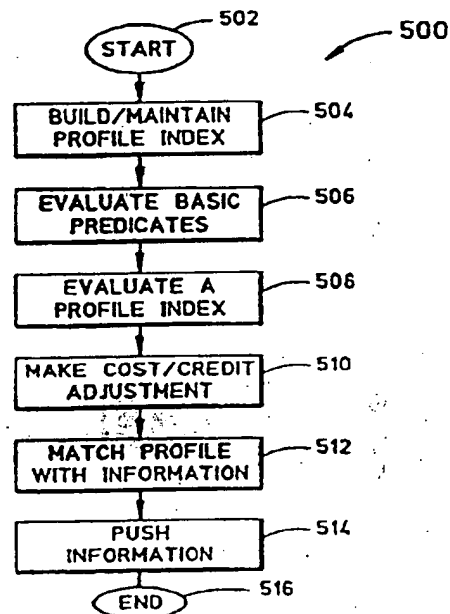 502
START
500
BUILD/MAINTAIN
PROFILE INDEX
504
EVALUATE BASIC
PREDICATES
506
EVALUATE A
PROFILE INDEX
508
MAKE COST/CREDIT
ADJUSTMENT
510
MATCH PROFILE
WITH INFORMATION
512
PUSH
INFORMATION
514
END
516